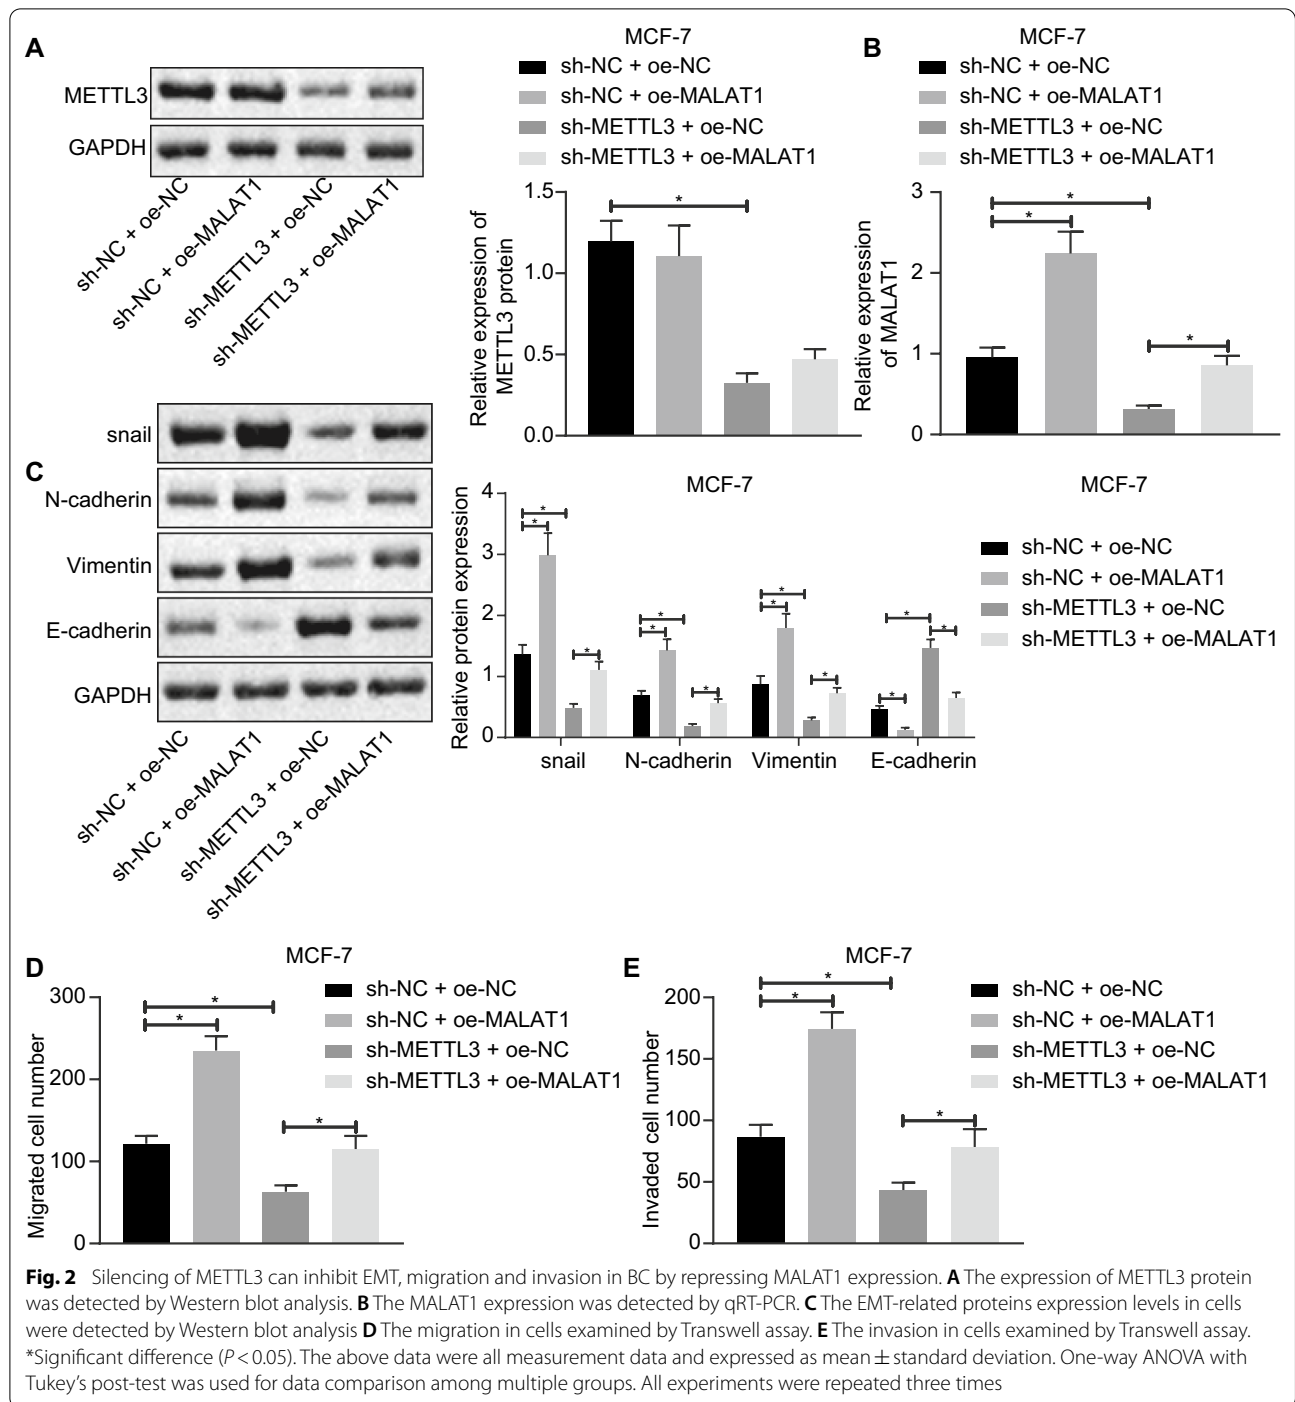 A
METTL3
GAPDH
sh-NC + oe-NC
sh-NC + oe-MALAT1
sh-METTL3 + oe-NC
sh-METTL3 + oe-MALAT1
MCF-7
sh-NC + oe-NC
sh-NC + oe-MALAT1
sh-METTL3 + oe-NC
sh-METTL3 + oe-MALAT1
Relative expression of
METTL3 protein
1.5
1.0
0.5
0.0
*
B
MCF-7
sh-NC + oe-NC
sh-NC + oe-MALAT1
sh-METTL3 + oe-NC
sh-METTL3 + oe-MALAT1
Relative expression
of MALAT1
3
2
1
0
*
*
*
C
snail
N-cadherin
Vimentin
E-cadherin
GAPDH
sh-NC + oe-NC
sh-NC + oe-MALAT1
sh-METTL3 + oe-NC
sh-METTL3 + oe-MALAT1
MCF-7
Relative protein expression
4
3
2
1
0
*
*
*
*
*
*
*
*
*
*
*
*
snail N-cadherin Vimentin E-cadherin
MCF-7
sh-NC + oe-NC
sh-NC + oe-MALAT1
sh-METTL3 + oe-NC
sh-METTL3 + oe-MALAT1
D
MCF-7
sh-NC + oe-NC
sh-NC + oe-MALAT1
sh-METTL3 + oe-NC
sh-METTL3 + oe-MALAT1
Migrated cell number
300
200
100
0
*
*
*
E
MCF-7
sh-NC + oe-NC
sh-NC + oe-MALAT1
sh-METTL3 + oe-NC
sh-METTL3 + oe-MALAT1
Invaded cell number
200
150
100
50
0
*
*
*
Fig. 2 Silencing of METTL3 can inhibit EMT, migration and invasion in BC by repressing MALAT1 expression. A The expression of METTL3 protein
was detected by Western blot analysis. B The MALAT1 expression was detected by qRT-PCR. C The EMT-related proteins expression levels in cells
were detected by Western blot analysis D The migration in cells examined by Transwell assay. E The invasion in cells examined by Transwell assay.
*Significant difference (P < 0.05). The above data were all measurement data and expressed as mean ± standard deviation. One-way ANOVA with
Tukey's post-test was used for data comparison among multiple groups. All experiments were repeated three times